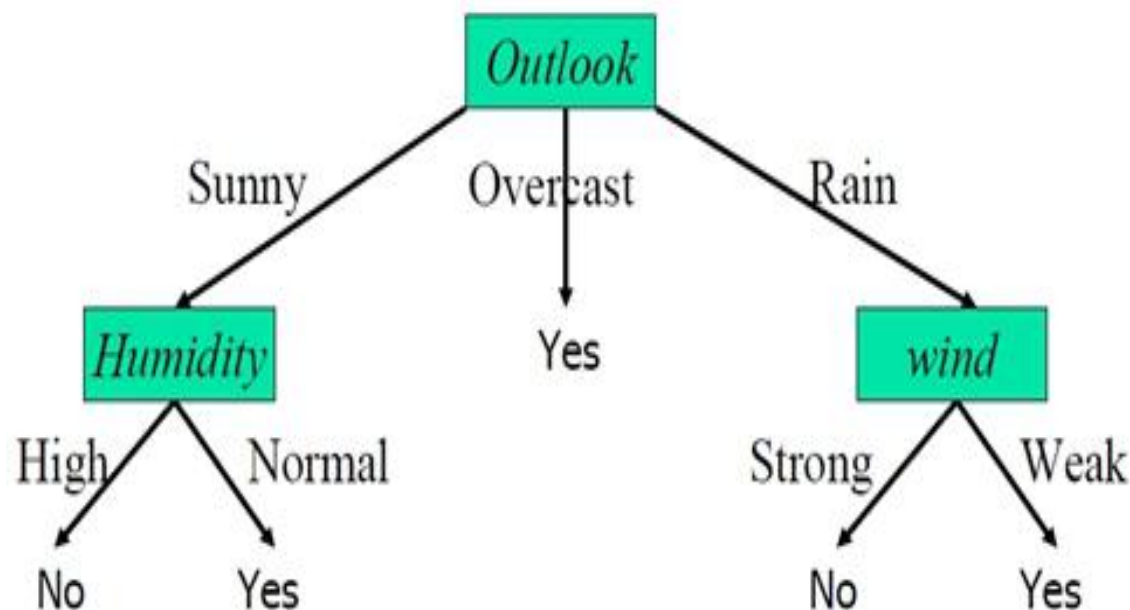 Outlook
Sunny Overcast Rain
Humidity Yes wind
High Normal Strong Weak
No Yes No Yes